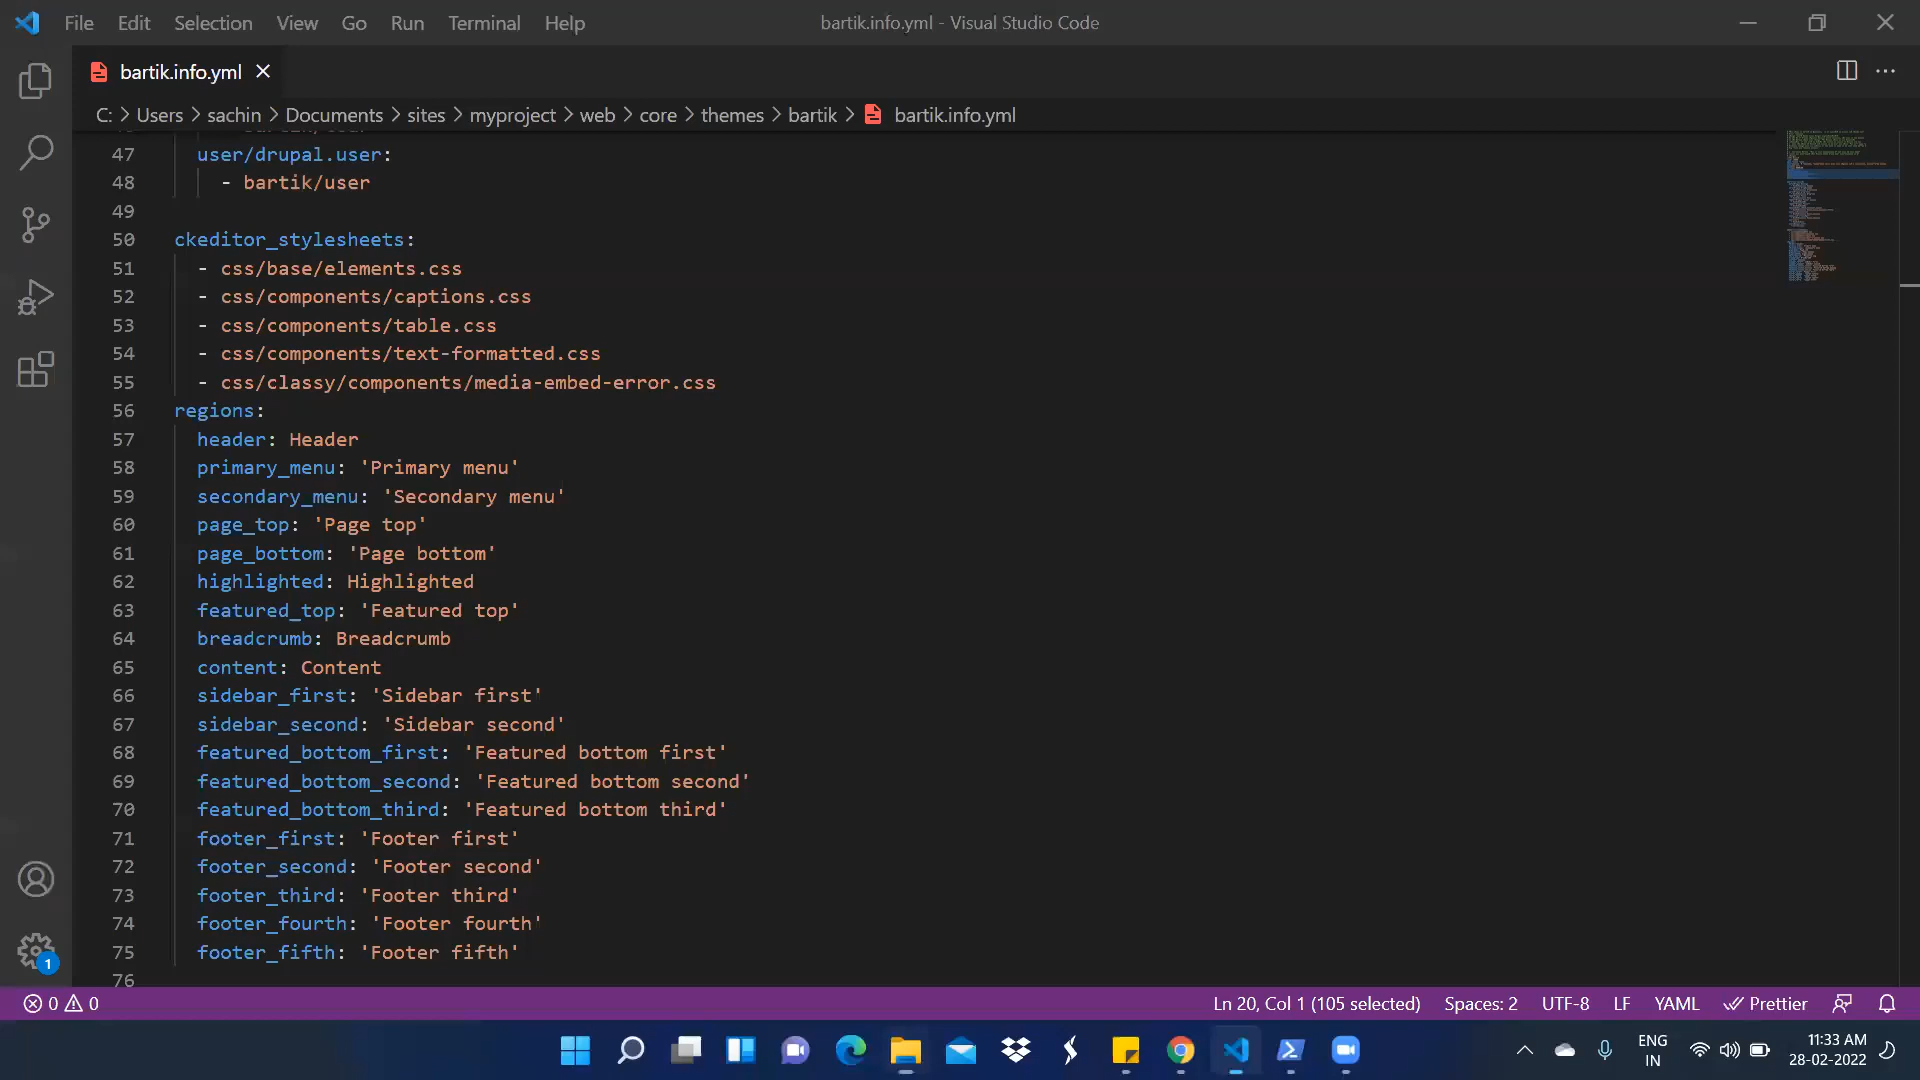 File Edit Selection View Go Run Terminal Help
bartik.info.yml - Visual Studio Code
bartik.info.yml
C: > Users > sachin > Documents > sites > myproject > web > core > themes > bartik > bartik.info.yml
47 user/drupal.user:
48 - bartik/user
49
50 ckeditor_stylesheets:
51 - css/base/elements.css
52 - css/components/captions.css
53 - css/components/table.css
54 - css/components/text-formatted.css
55 - css/classy/components/media-embed-error.css
56 regions:
57 header: Header
58 primary_menu: 'Primary menu'
59 secondary_menu: 'Secondary menu'
60 page_top: 'Page top'
61 page_bottom: 'Page bottom'
62 highlighted: Highlighted
63 featured_top: 'Featured top'
64 breadcrumb: Breadcrumb
65 content: Content
66 sidebar_first: 'Sidebar first'
67 sidebar_second: 'Sidebar second'
68 featured_bottom_first: 'Featured bottom first'
69 featured_bottom_second: 'Featured bottom second'
70 featured_bottom_third: 'Featured bottom third'
71 footer_first: 'Footer first'
72 footer_second: 'Footer second'
73 footer_third: 'Footer third'
74 footer_fourth: 'Footer fourth'
75 footer_fifth: 'Footer fifth'
76
1
0 0
Ln 20, Col 1 (105 selected) Spaces: 2 UTF-8 LF YAML Prettier
ENG
IN
11:33 AM
28-02-2022